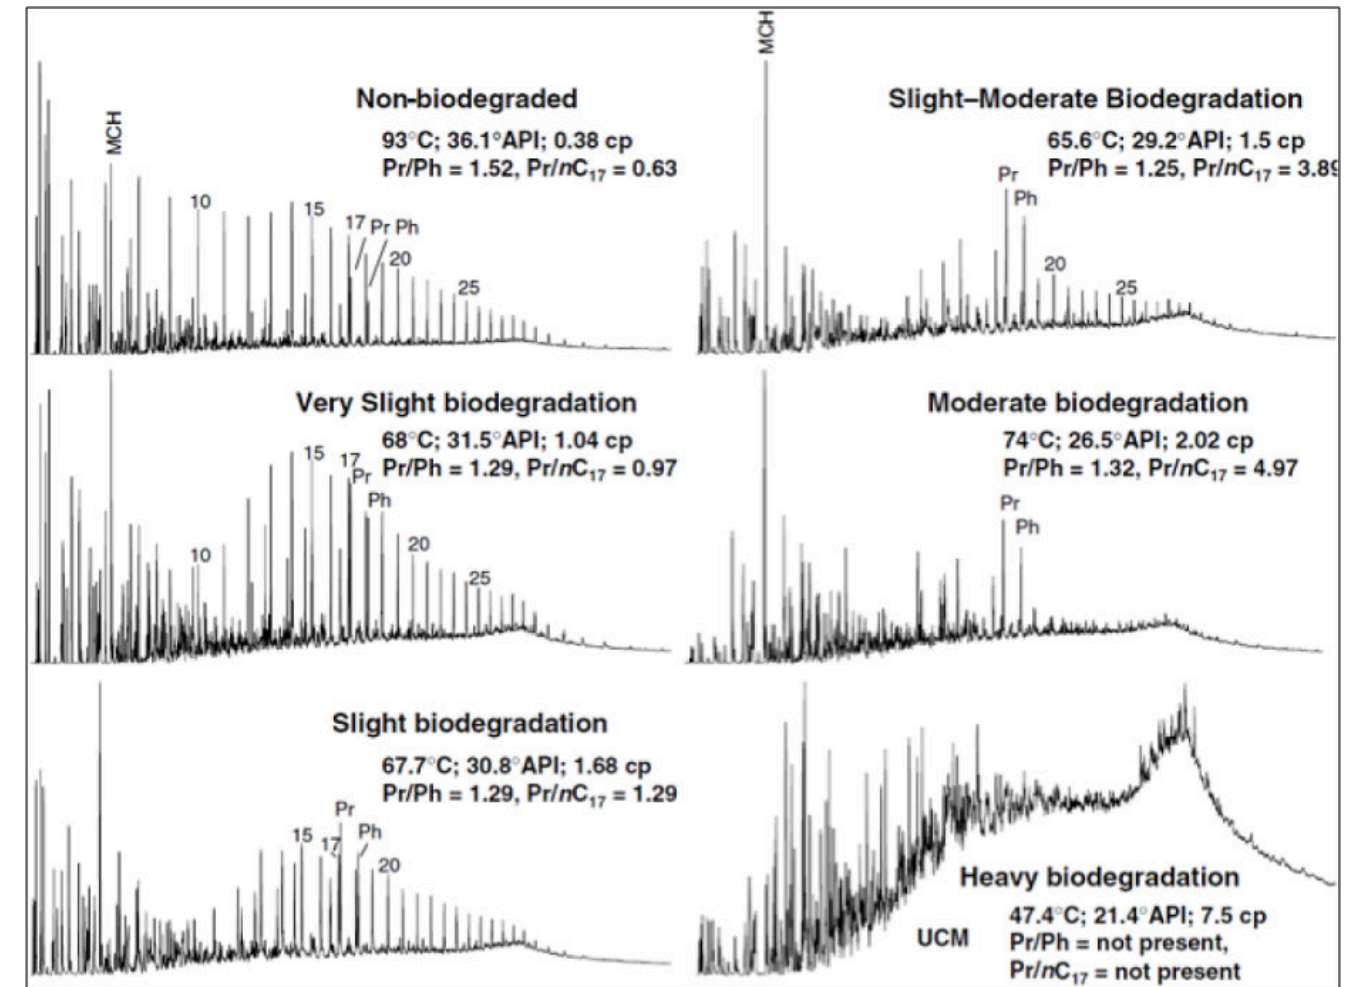 MCH
Non-biodegraded
93°C; 36.1°API; 0.38 cp
Pr/Ph = 1.52, Pr/nC17 = 0.63
10
15
17 Pr Ph
20
25
MCH
Slight–Moderate Biodegradation
65.6°C; 29.2°API; 1.5 cp
Pr/Ph = 1.25, Pr/nC17 = 3.89
Pr
Ph
20
25
Very Slight biodegradation
68°C; 31.5°API; 1.04 cp
Pr/Ph = 1.29, Pr/nC17 = 0.97
10
15
17
Pr
Ph
20
25
Moderate biodegradation
74°C; 26.5°API; 2.02 cp
Pr/Ph = 1.32, Pr/nC17 = 4.97
Pr
Ph
Slight biodegradation
67.7°C; 30.8°API; 1.68 cp
Pr/Ph = 1.29, Pr/nC17 = 1.29
Pr
15
17
Ph
20
Heavy biodegradation
47.4°C; 21.4°API; 7.5 cp
UCM
Pr/Ph = not present,
Pr/nC17 = not present